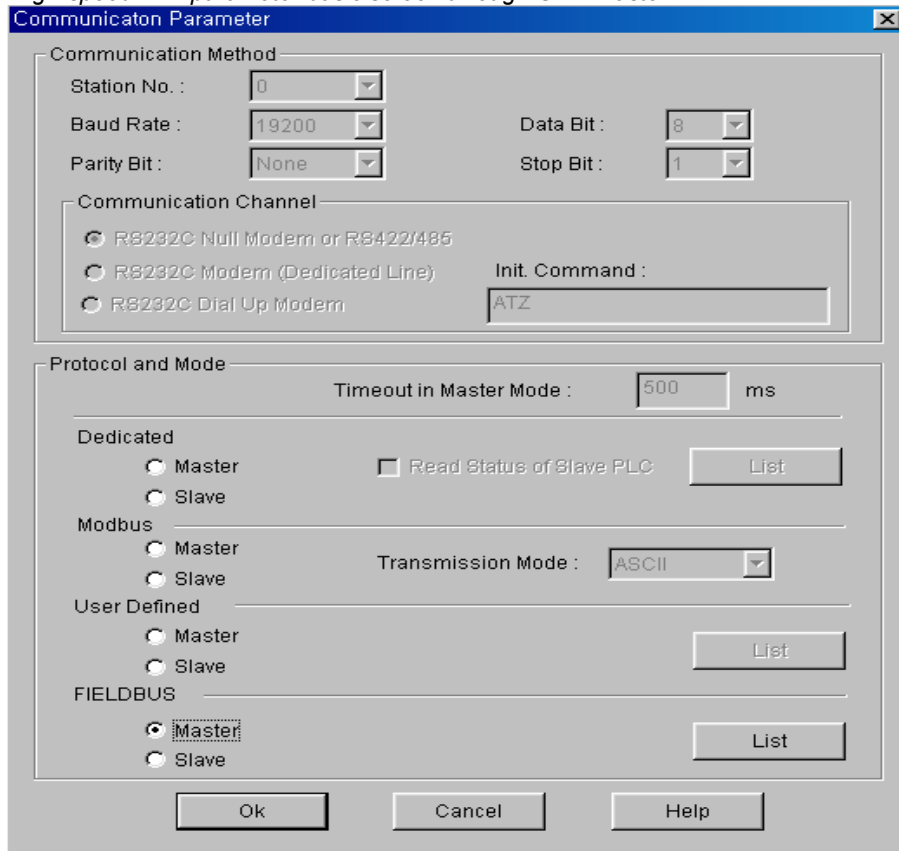 Communicaton Parameter
Communication Method
Station No. : 0
Baud Rate : 19200 Data Bit : 8
Parity Bit : None Stop Bit : 1
Communication Channel
RS232C Null Modem or RS422/485
RS232C Modem (Dedicated Line) Init. Command :
RS232C Dial Up Modem ATZ
Protocol and Mode
Timeout in Master Mode : 500 ms
Dedicated
Master Read Status of Slave PLC List
Slave
Modbus
Master Transmission Mode : ASCII
Slave
User Defined
Master List
Slave
FIELDBUS
Master List
Slave
Ok Cancel Help